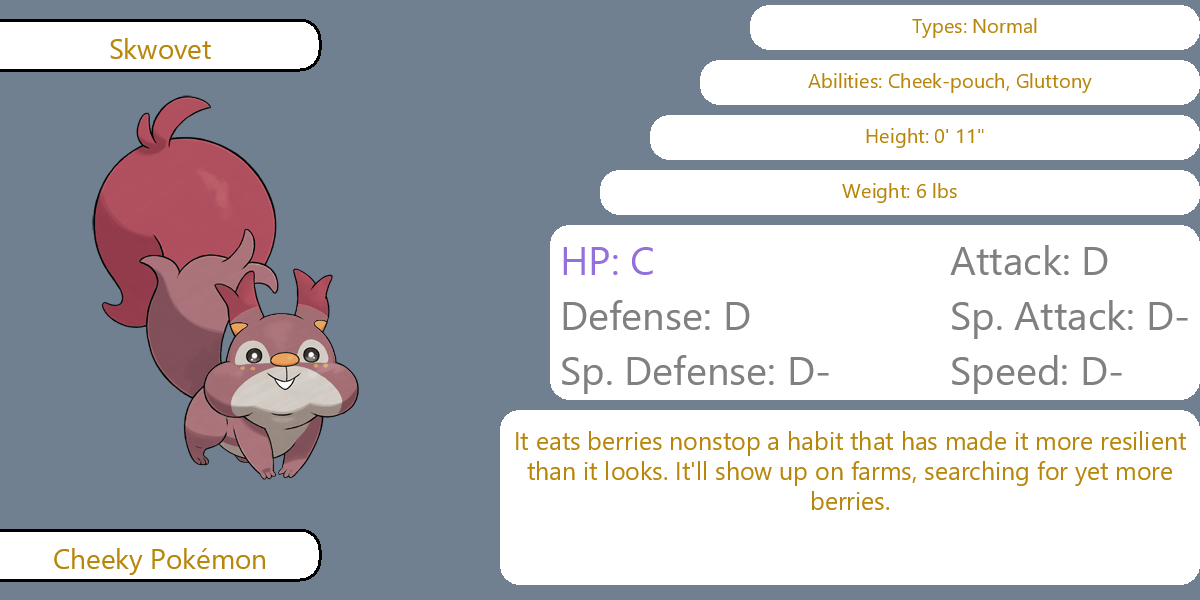 Skwovet
Types: Normal
Abilities: Cheek-pouch, Gluttony
Height: 0' 11"
Weight: 6 lbs
HP: C
Attack: D
Defense: D
Sp. Attack: D-
Sp. Defense: D-
Speed: D-
It eats berries nonstop a habit that has made it more resilient
than it looks. It'll show up on farms, searching for yet more
berries.
Cheeky Pokémon